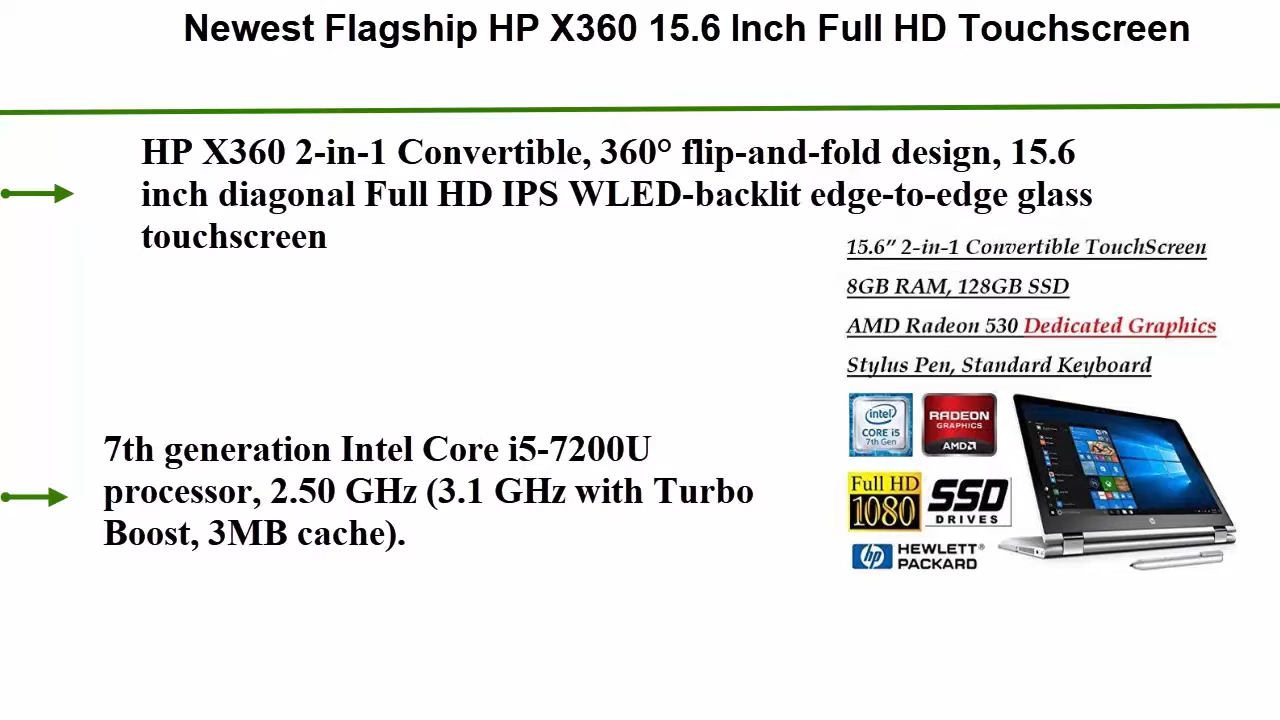 Newest Flagship HP X360 15.6 Inch Full HD Touchscreen
HP X360 2-in-1 Convertible, 360° flip-and-fold design, 15.6
inch diagonal Full HD IPS WLED-backlit edge-to-edge glass
touchscreen
15.6” 2-in-1 Convertible TouchScreen
8GB RAM, 128GB SSD
AMD Radeon 530 Dedicated Graphics
Stylus Pen, Standard Keyboard
intel
CORE i5
7th Gen
RADEON
GRAPHICS
AMD
7th generation Intel Core i5-7200U
processor, 2.50 GHz (3.1 GHz with Turbo
Boost, 3MB cache).
Full HD
1080
SSD
DRIVES
hp
HEWLETT®
PACKARD